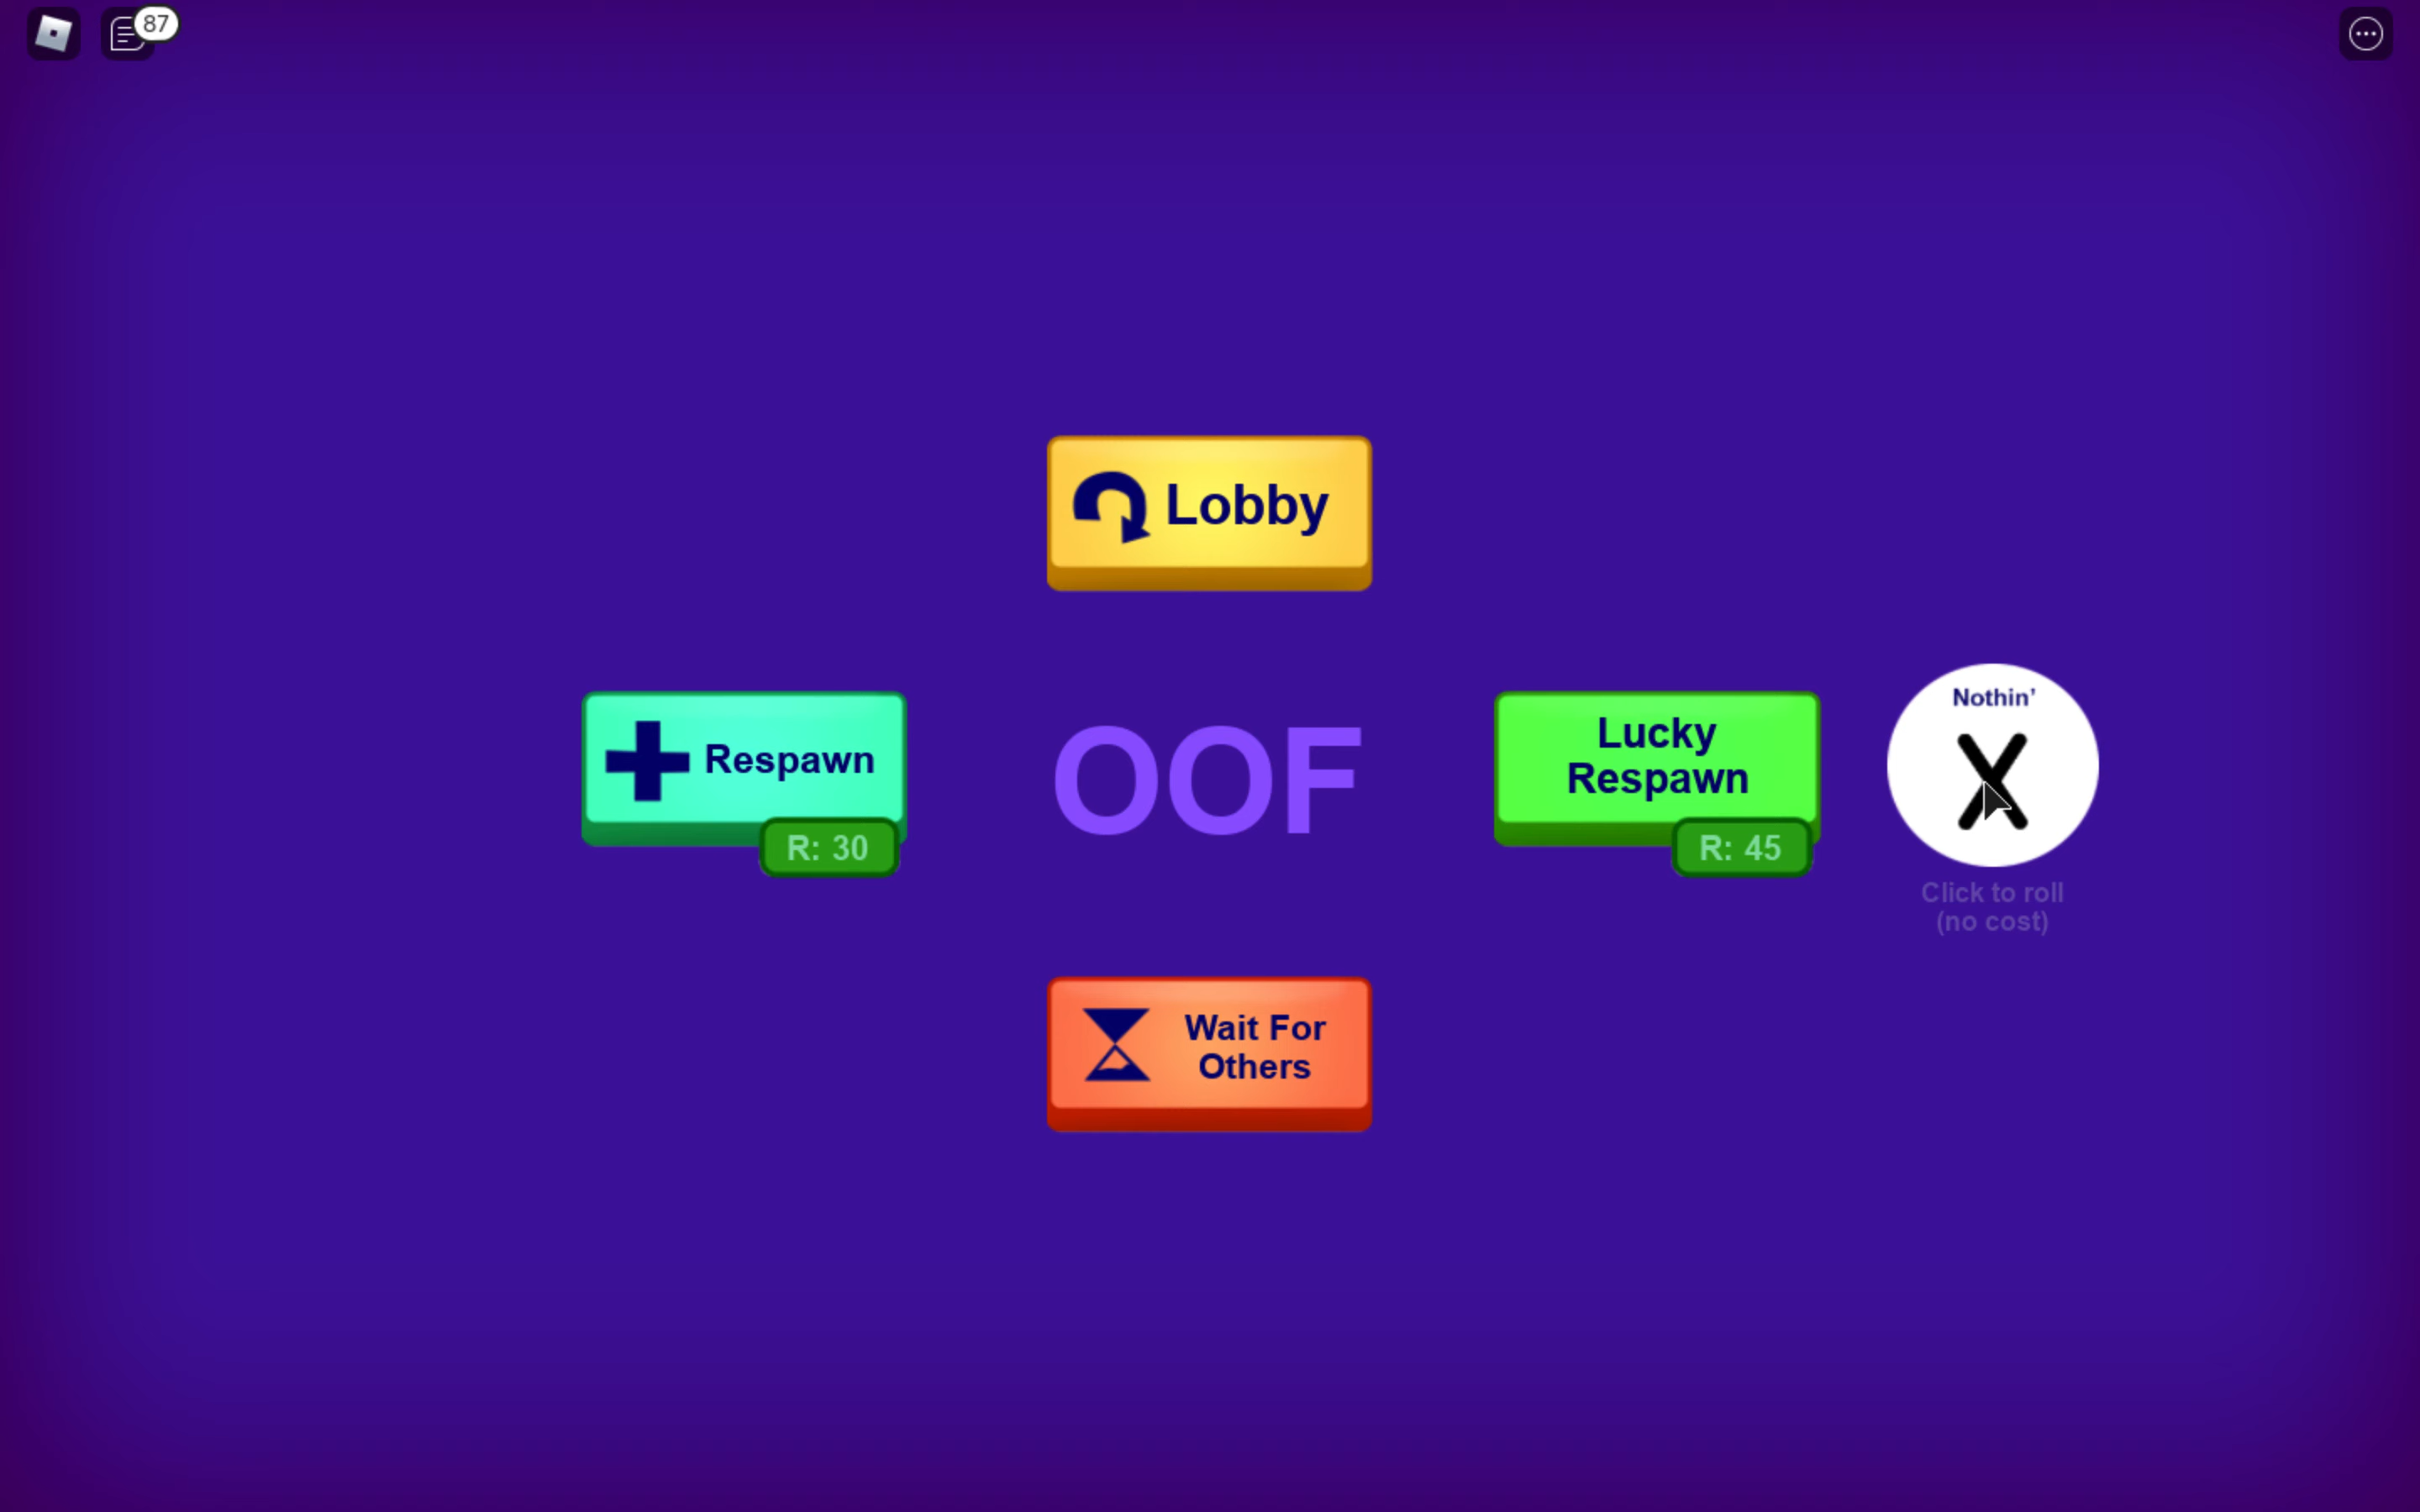 87
Lobby
Respawn
R: 30
OOF
Lucky
Respawn
R: 45
Nothin'
X
Click to roll
(no cost)
Wait For
Others